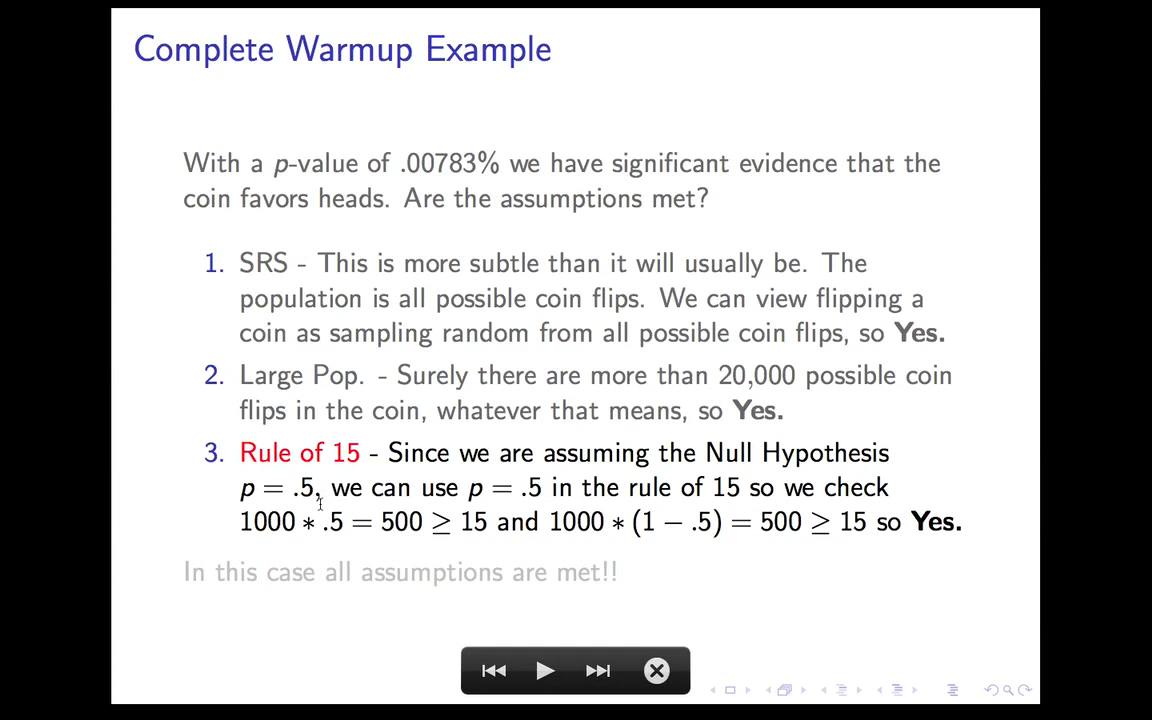 Complete Warmup Example
With a p-value of .00783% we have significant evidence that the
coin favors heads. Are the assumptions met?
1. SRS - This is more subtle than it will usually be. The
population is all possible coin flips. We can view flipping a
coin as sampling random from all possible coin flips, so Yes.
2. Large Pop. - Surely there are more than 20,000 possible coin
flips in the coin, whatever that means, so Yes.
3. Rule of 15 - Since we are assuming the Null Hypothesis
p = .5, we can use p = .5 in the rule of 15 so we check
1000 ∗ .5 = 500 ≥ 15 and 1000 ∗ (1 − .5) = 500 ≥ 15 so Yes.
In this case all assumptions are met!!